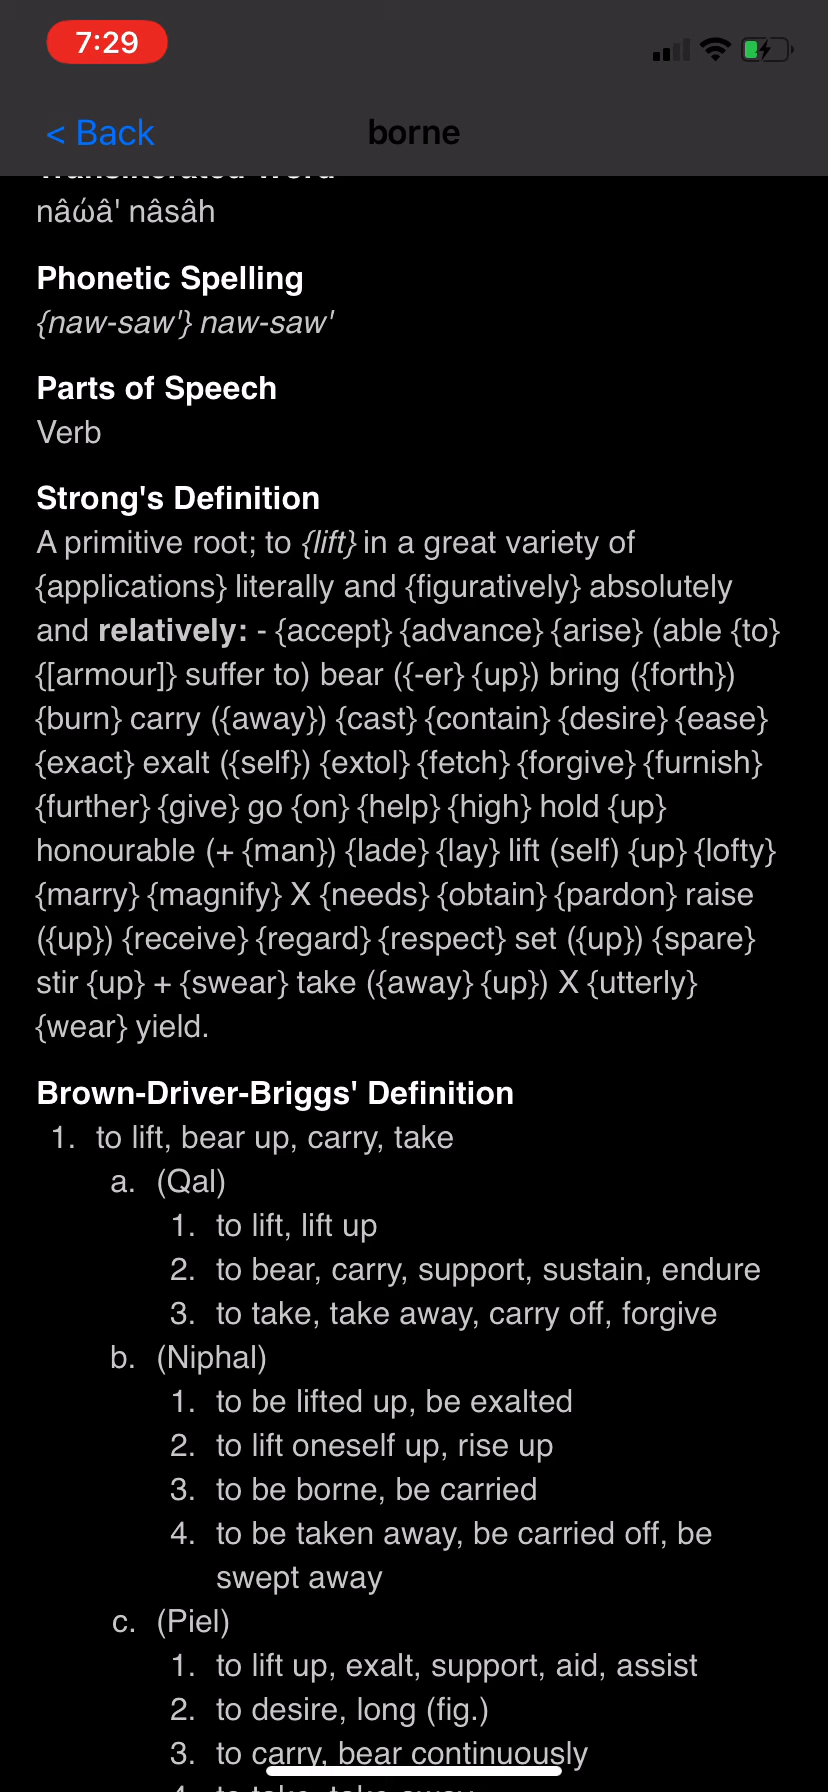 7:29
< Back
borne
Transliterated Word
nâώâ' nâsâh
Phonetic Spelling
{naw-saw'} naw-saw'
Parts of Speech
Verb
Strong's Definition
A primitive root; to {lift} in a great variety of
{applications} literally and {figuratively} absolutely
and relatively: - {accept} {advance} {arise} (able {to}
{[armour]} suffer to) bear ({-er} {up}) bring ({forth})
{burn} carry ({away}) {cast} {contain} {desire} {ease}
{exact} exalt ({self}) {extol} {fetch} {forgive} {furnish}
{further} {give} go {on} {help} {high} hold {up}
honourable (+ {man}) {lade} {lay} lift (self) {up} {lofty}
{marry} {magnify} X {needs} {obtain} {pardon} raise
({up}) {receive} {regard} {respect} set ({up}) {spare}
stir {up} + {swear} take ({away} {up}) X {utterly}
{wear} yield.
Brown-Driver-Briggs' Definition
1. to lift, bear up, carry, take
a. (Qal)
1. to lift, lift up
2. to bear, carry, support, sustain, endure
3. to take, take away, carry off, forgive
b. (Niphal)
1. to be lifted up, be exalted
2. to lift oneself up, rise up
3. to be borne, be carried
4. to be taken away, be carried off, be
swept away
c. (Piel)
1. to lift up, exalt, support, aid, assist
2. to desire, long (fig.)
3. to carry, bear continuously
4. to take, take away